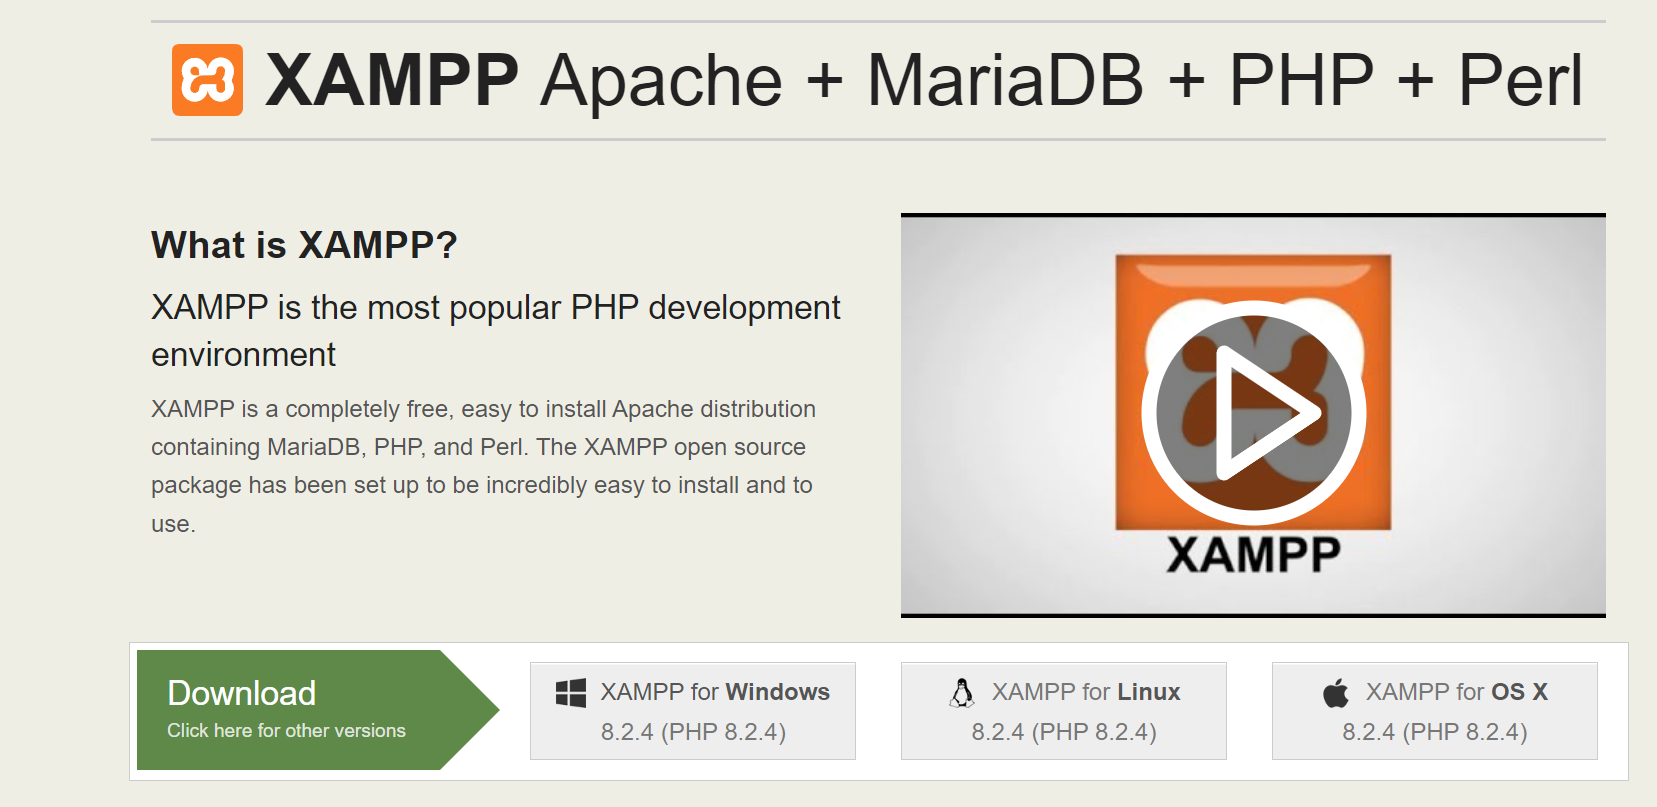 XAMPP Apache + MariaDB + PHP + Perl
What is XAMPP?
XAMPP is the most popular PHP development
environment
XAMPP is a completely free, easy to install Apache distribution
containing MariaDB, PHP, and Perl. The XAMPP open source
package has been set up to be incredibly easy to install and to
use.
XAMPP
Download
Click here for other versions
XAMPP for Windows
8.2.4 (PHP 8.2.4)
XAMPP for Linux
8.2.4 (PHP 8.2.4)
XAMPP for OS X
8.2.4 (PHP 8.2.4)